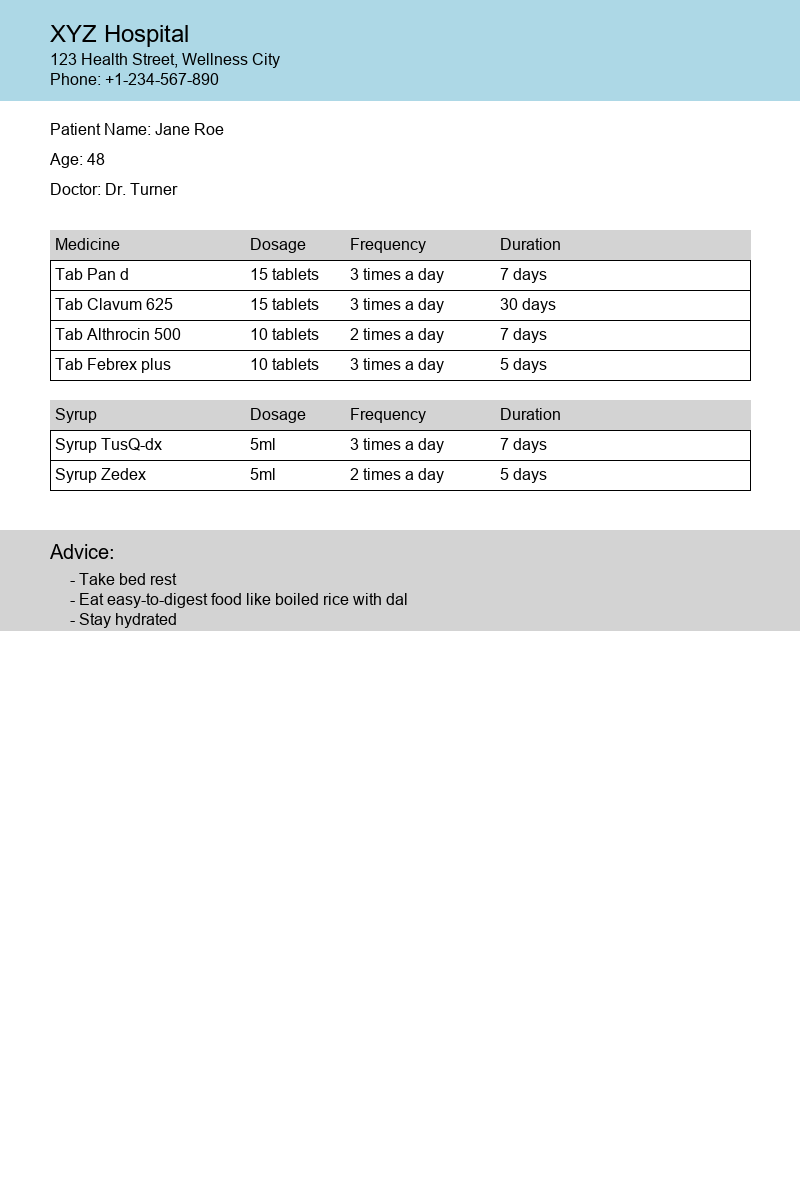 XYZ Hospital
123 Health Street, Wellness City
Phone: +1-234-567-890
Patient Name: Jane Roe
Age: 48
Doctor: Dr. Turner
Medicine Dosage Frequency Duration
Tab Pan d 15 tablets 3 times a day 7 days
Tab Clavum 625 15 tablets 3 times a day 30 days
Tab Althrocin 500 10 tablets 2 times a day 7 days
Tab Febrex plus 10 tablets 3 times a day 5 days
Syrup Dosage Frequency Duration
Syrup TusQ-dx 5ml 3 times a day 7 days
Syrup Zedex 5ml 2 times a day 5 days
Advice:
- Take bed rest
- Eat easy-to-digest food like boiled rice with dal
- Stay hydrated